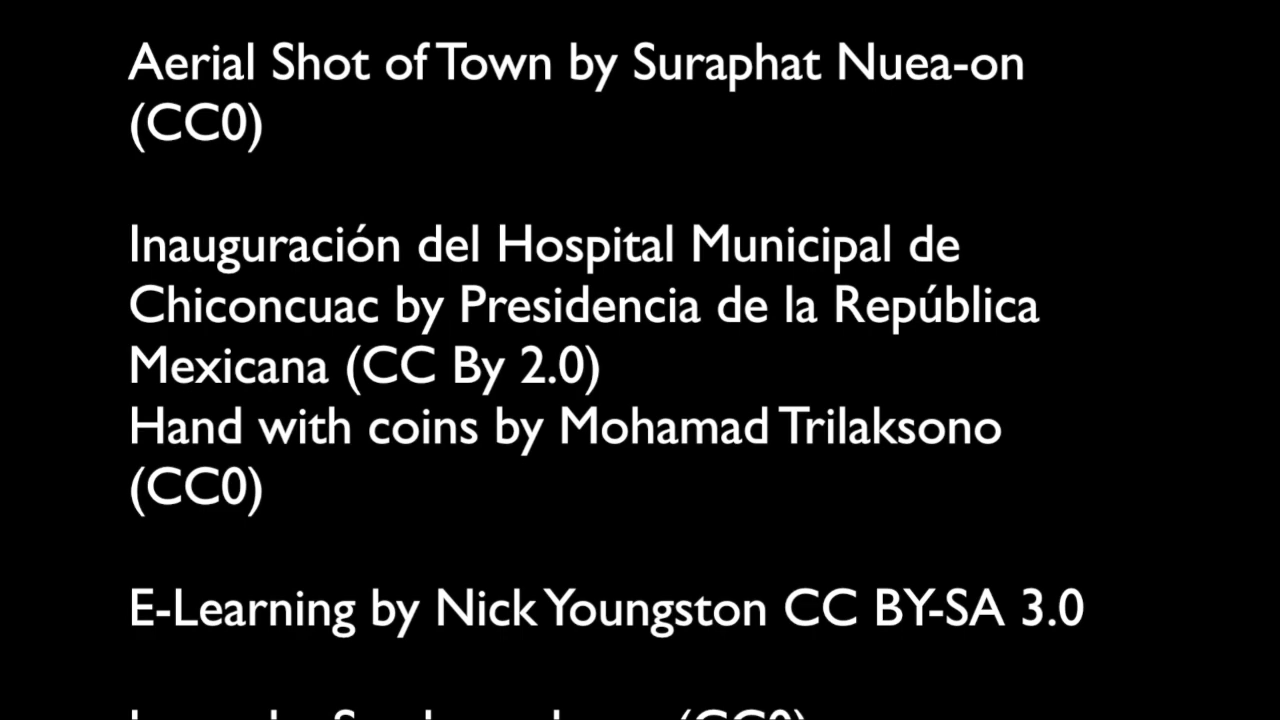 Aerial Shot of Town by Suraphat Nuea-on
(CC0)
Inauguración del Hospital Municipal de
Chiconcuac by Presidencia de la República
Mexicana (CC By 2.0)
Hand with coins by Mohamad Trilaksono
(CC0)
E-Learning by Nick Youngston CC BY-SA 3.0
(CC0)